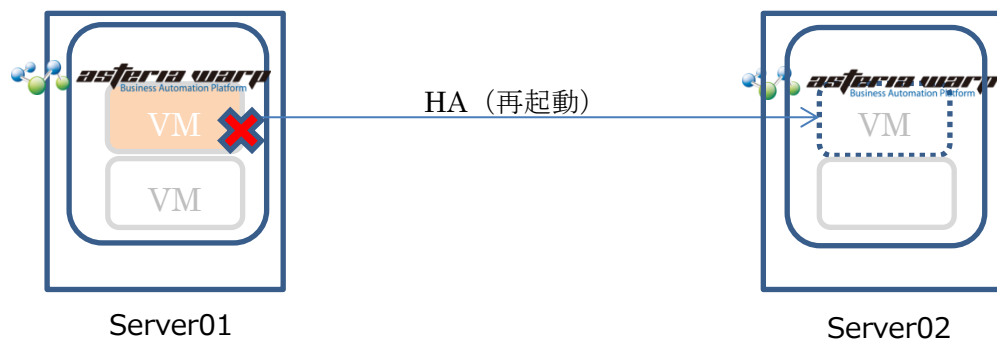 asteria warp
Business Automation Platform
VM
VM
HA（再起動）
asteria warp
Business Automation Platform
VM
Server01
Server02